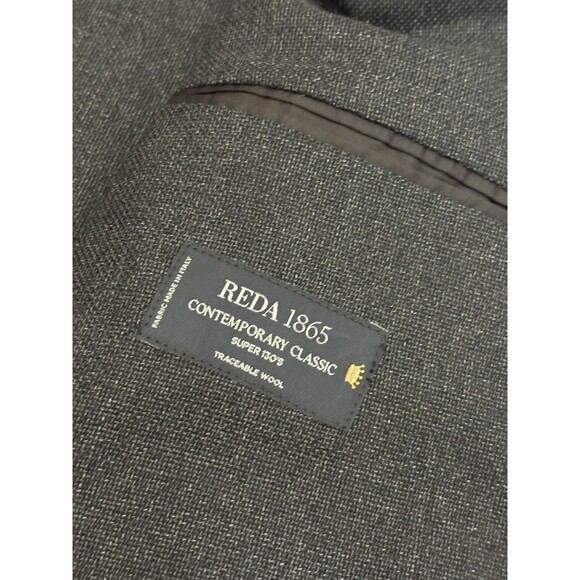 FABRIC MADE IN ITALY
REDA 1865
CONTEMPORARY CLASSIC
SUPER 130'S
TRACEABLE WOOL